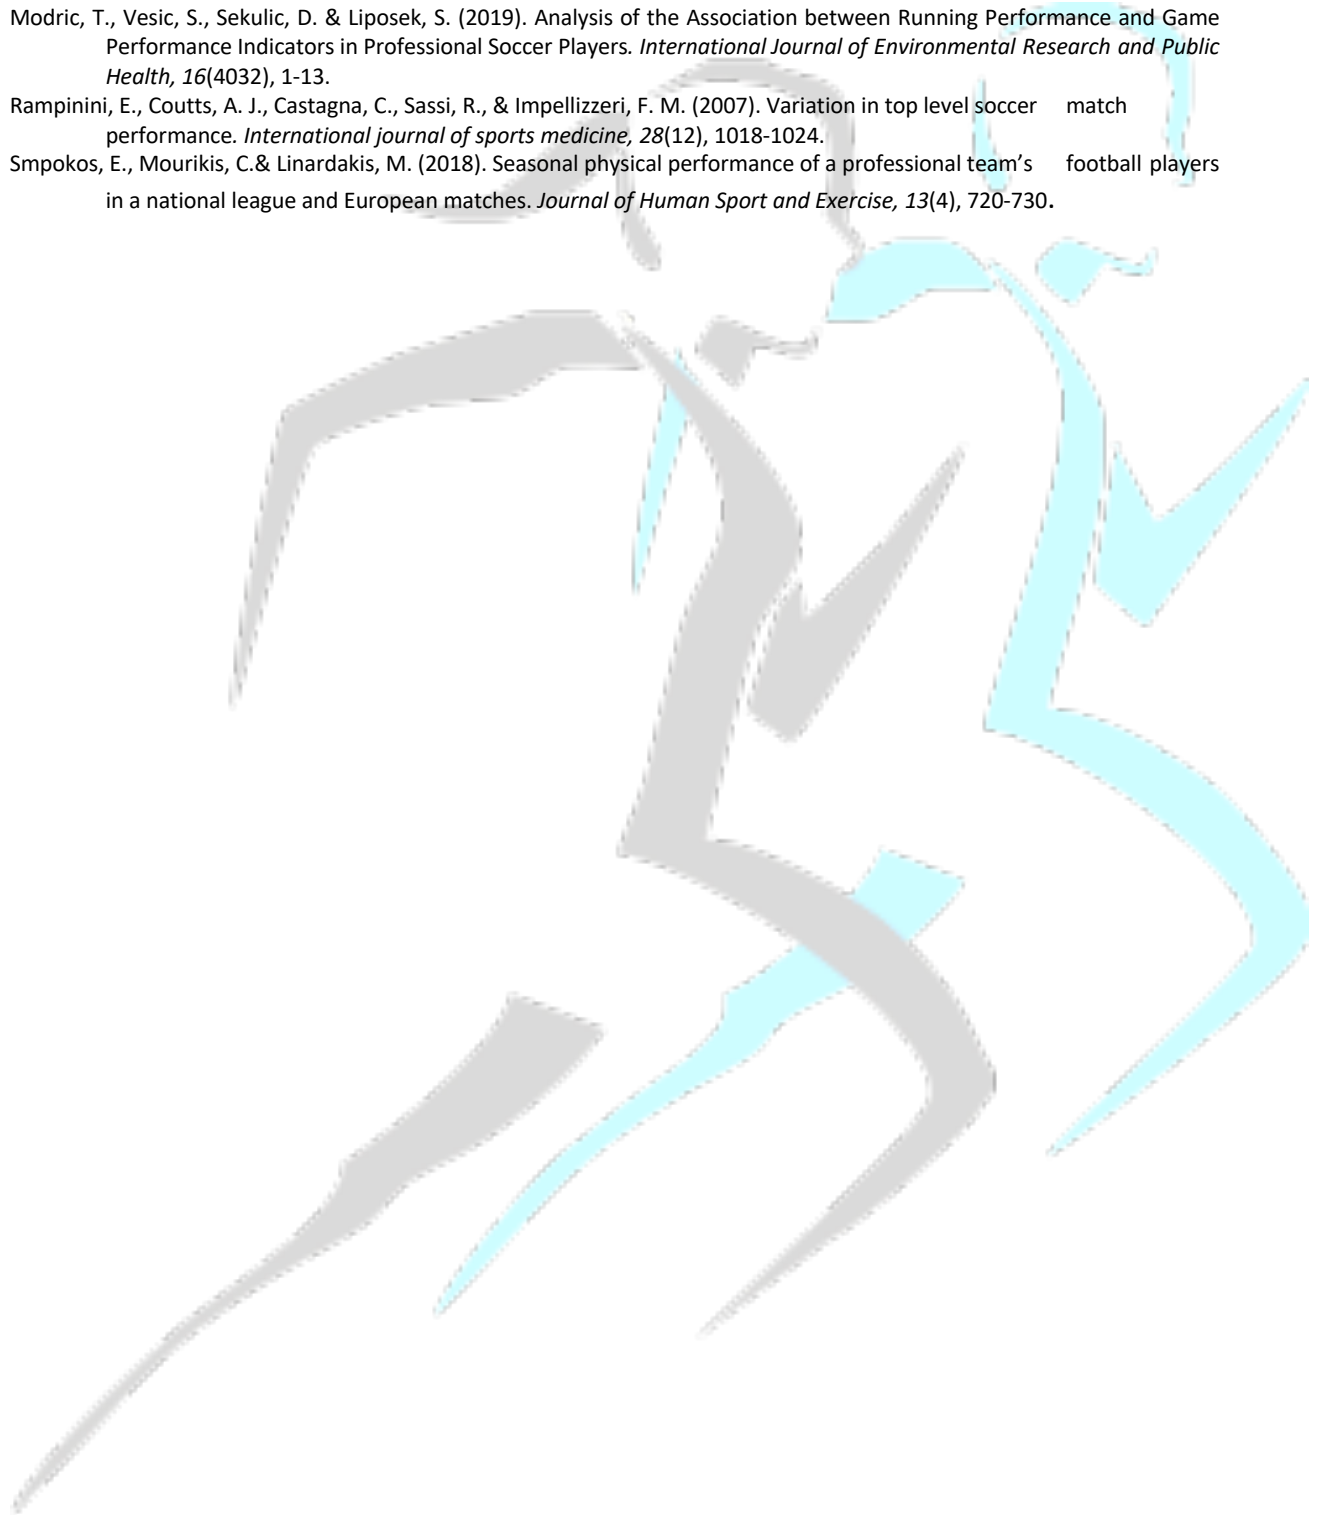 Modric, T., Vesic, S., Sekulic, D. & Liposek, S. (2019). Analysis of the Association between Running Performance and Game
Performance Indicators in Professional Soccer Players. International Journal of Environmental Research and Public
Health, 16(4032), 1-13.
Rampinini, E., Coutts, A. J., Castagna, C., Sassi, R., & Impellizzeri, F. M. (2007). Variation in top level soccer match
performance. International journal of sports medicine, 28(12), 1018-1024.
Smpokos, E., Mourikis, C.& Linardakis, M. (2018). Seasonal physical performance of a professional team’s football players
in a national league and European matches. Journal of Human Sport and Exercise, 13(4), 720-730.